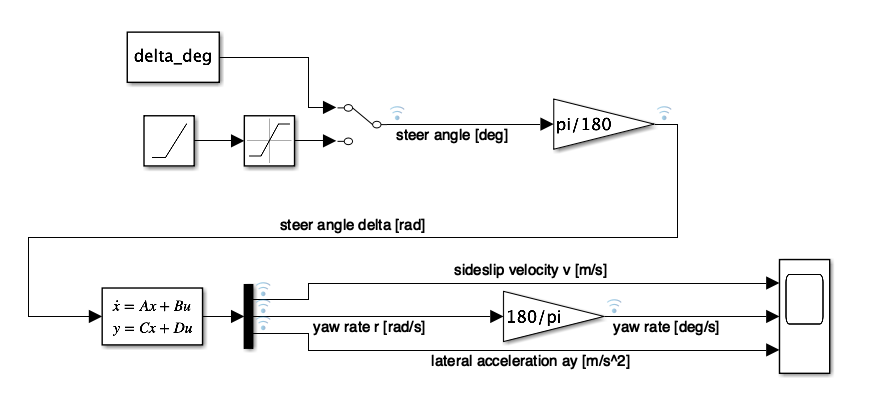 delta_deg
steer angle [deg]
pi/180
steer angle delta [rad]
ẋ = Ax + Bu
y = Cx + Du
sideslip velocity v [m/s]
yaw rate r [rad/s]
180/pi
yaw rate [deg/s]
lateral acceleration ay [m/s^2]